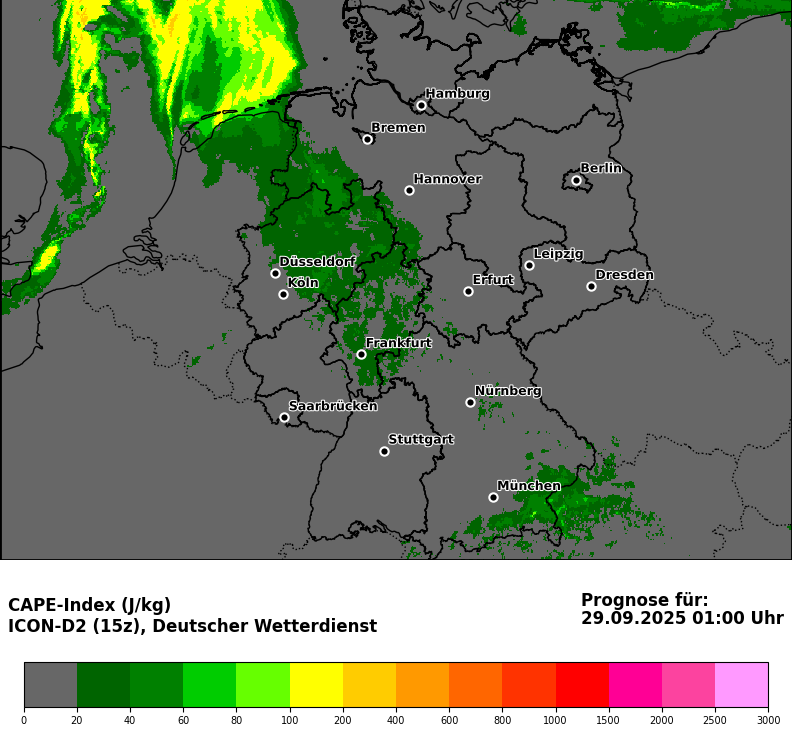 Hamburg
Bremen
Hannover
Berlin
Düsseldorf
Köln
Leipzig
Erfurt
Dresden
Frankfurt
Saarbrücken
Nürnberg
Stuttgart
München
CAPE-Index (J/kg)
ICON-D2 (15z), Deutscher Wetterdienst
Prognose für:
29.09.2025 01:00 Uhr
0 20 40 60 80 100 200 400 600 800 1000 1500 2000 2500 3000